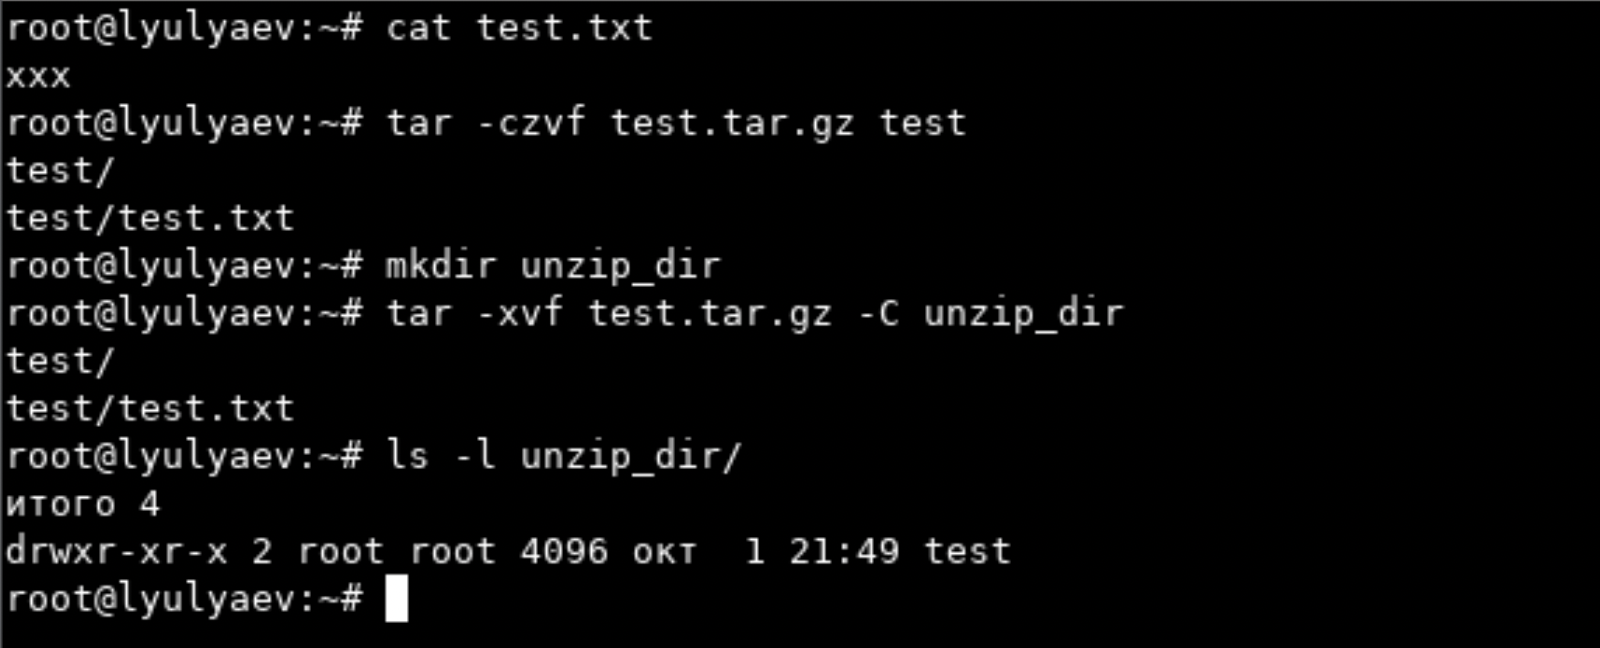 root@lyulyaev:~# cat test.txt
xxx
root@lyulyaev:~# tar -czvf test.tar.gz test
test/
test/test.txt
root@lyulyaev:~# mkdir unzip_dir
root@lyulyaev:~# tar -xvf test.tar.gz -C unzip_dir
test/
test/test.txt
root@lyulyaev:~# ls -l unzip_dir/
итого 4
drwxr-xr-x 2 root root 4096 окт  1 21:49 test
root@lyulyaev:~#